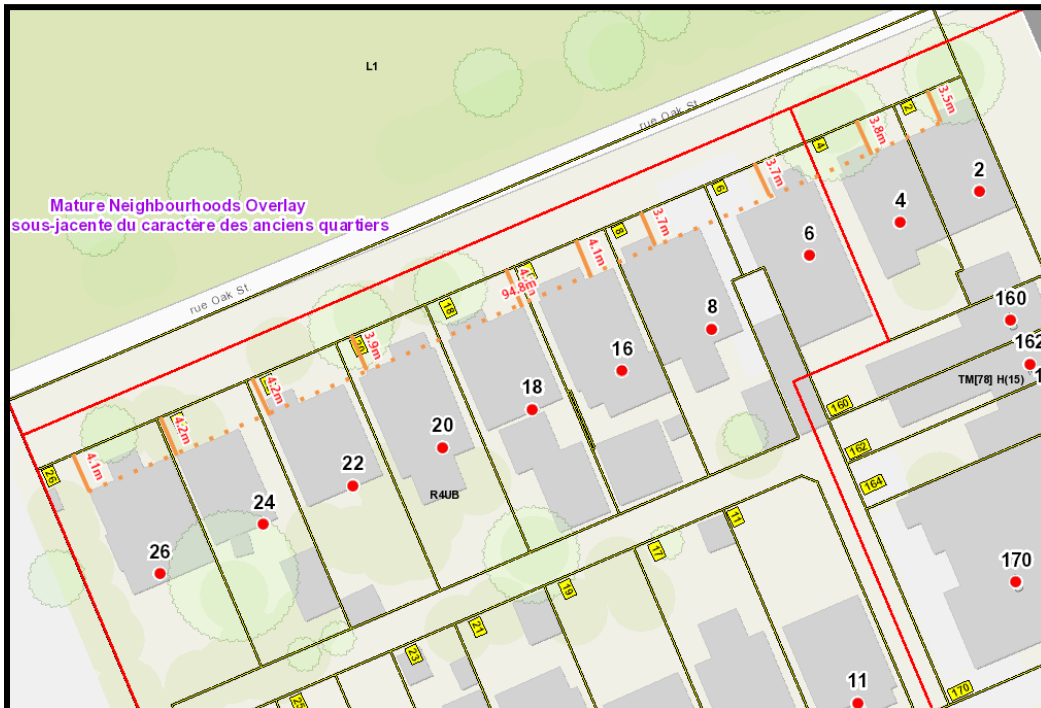 L1
rue Oak St
rue Oak St
Mature Neighbourhoods Overlay
sous-jacente du caractère des anciens quartiers
3.5m
3.8m
3.7m
3.7m
4.1m
94.8m
3.9m
4.2m
4.2m
4.1m
2
4
6
8
18
26
2
4
6
8
16
18
20
22
24
26
R4UB
160
162
TM[78] H(15)
160
162
164
170
170
11
17
19
21
23
25
11